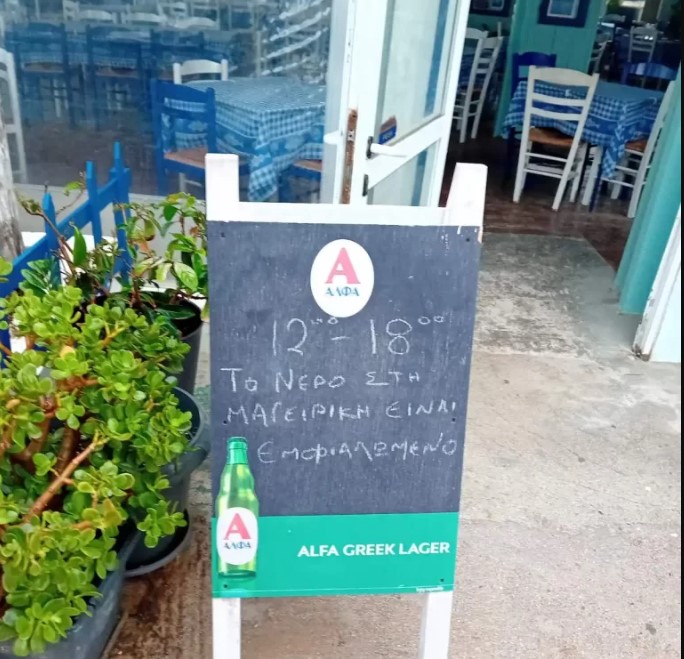 A
ΑΛΦΑ
12⁰⁰ - 18⁰⁰
ΤΟ ΝΕΡΟ ΣΤΗ
ΜΑΓΕΙΡΙΚΗ ΕΙΝΑΙ
ΕΜΦΙΑΛΩΜΕΝΟ
A
ΑΛΦΑ
ALFA GREEK LAGER